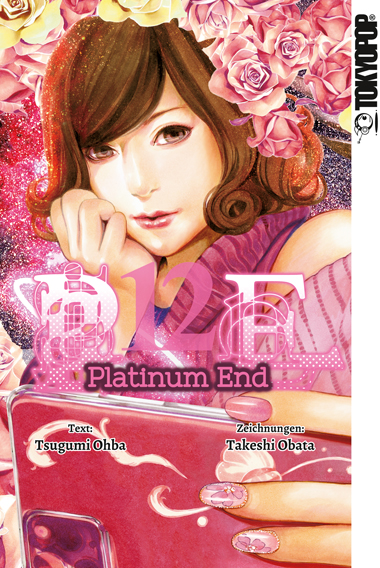 TOKYOPOP®
P 12 E
Platinum End
Text:
Tsugumi Ohba
Zeichnungen:
Takeshi Obata